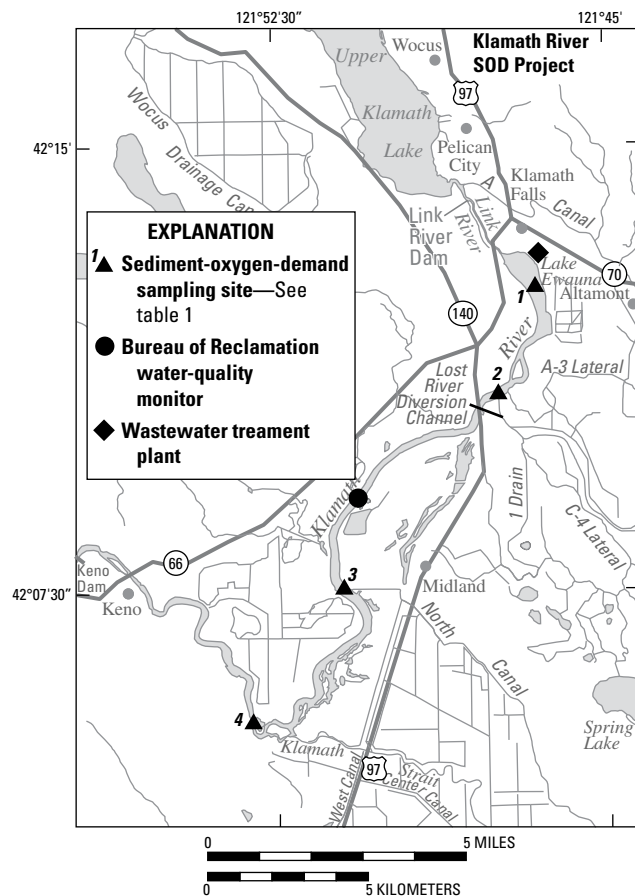 121°52'30"
121°45'
Klamath River
SOD Project
Upper
Klamath
Lake
Wocus
97
Wocus
Drainage Can
Pelican
City
42°15'
A
Canal
Klamath
Falls
Link
River
Link
River
Dam
Lake
Ewauna
70
Altamont
1
140
River
EXPLANATION
1
Sediment-oxygen-demand
sampling site—See
table 1
Bureau of Reclamation
water-quality
monitor
Wastewater treament
plant
2
A-3 Lateral
Lost
River
Diversion
Channel
Klamath
1 Drain
C-4 Lateral
66
Keno
Dam
Keno
42°07'30"
3
Midland
North
Canal
4
Klamath
Strait
Center Canal
West Canal
97
Spring
Lake
0
5 MILES
0
5 KILOMETERS